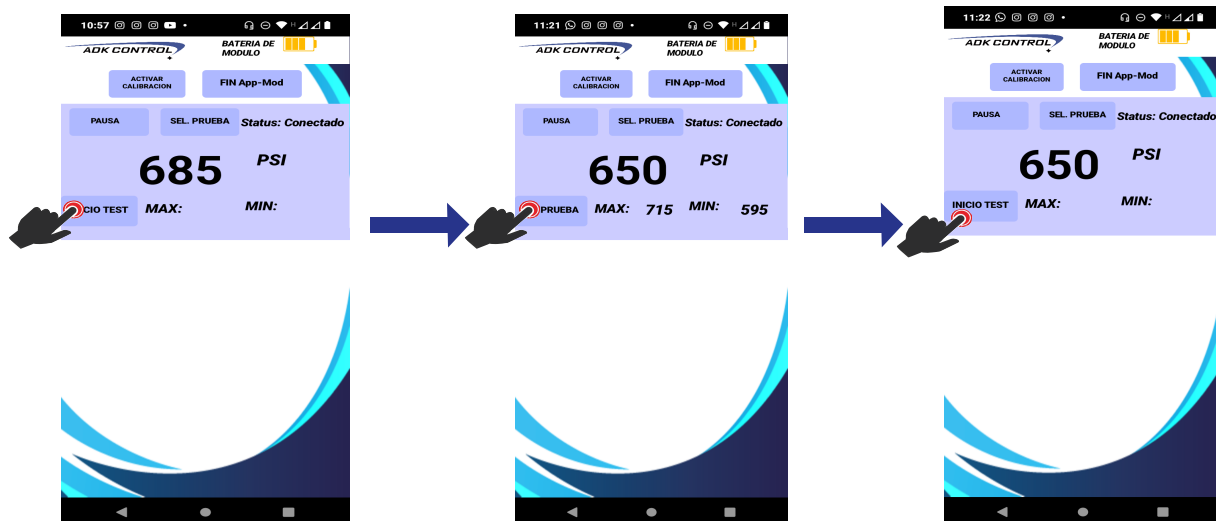 10:57
ADK CONTROL
BATERIA DE
MODULO
ACTIVAR
CALIBRACION
FIN App-Mod
PAUSA
SEL. PRUEBA
Status: Conectado
685 PSI
CIO TEST
MAX:
MIN:
11:21
ADK CONTROL
BATERIA DE
MODULO
ACTIVAR
CALIBRACION
FIN App-Mod
PAUSA
SEL. PRUEBA
Status: Conectado
650 PSI
PRUEBA
MAX: 715
MIN: 595
11:22
ADK CONTROL
BATERIA DE
MODULO
ACTIVAR
CALIBRACION
FIN App-Mod
PAUSA
SEL. PRUEBA
Status: Conectado
650 PSI
INICIO TEST
MAX:
MIN: